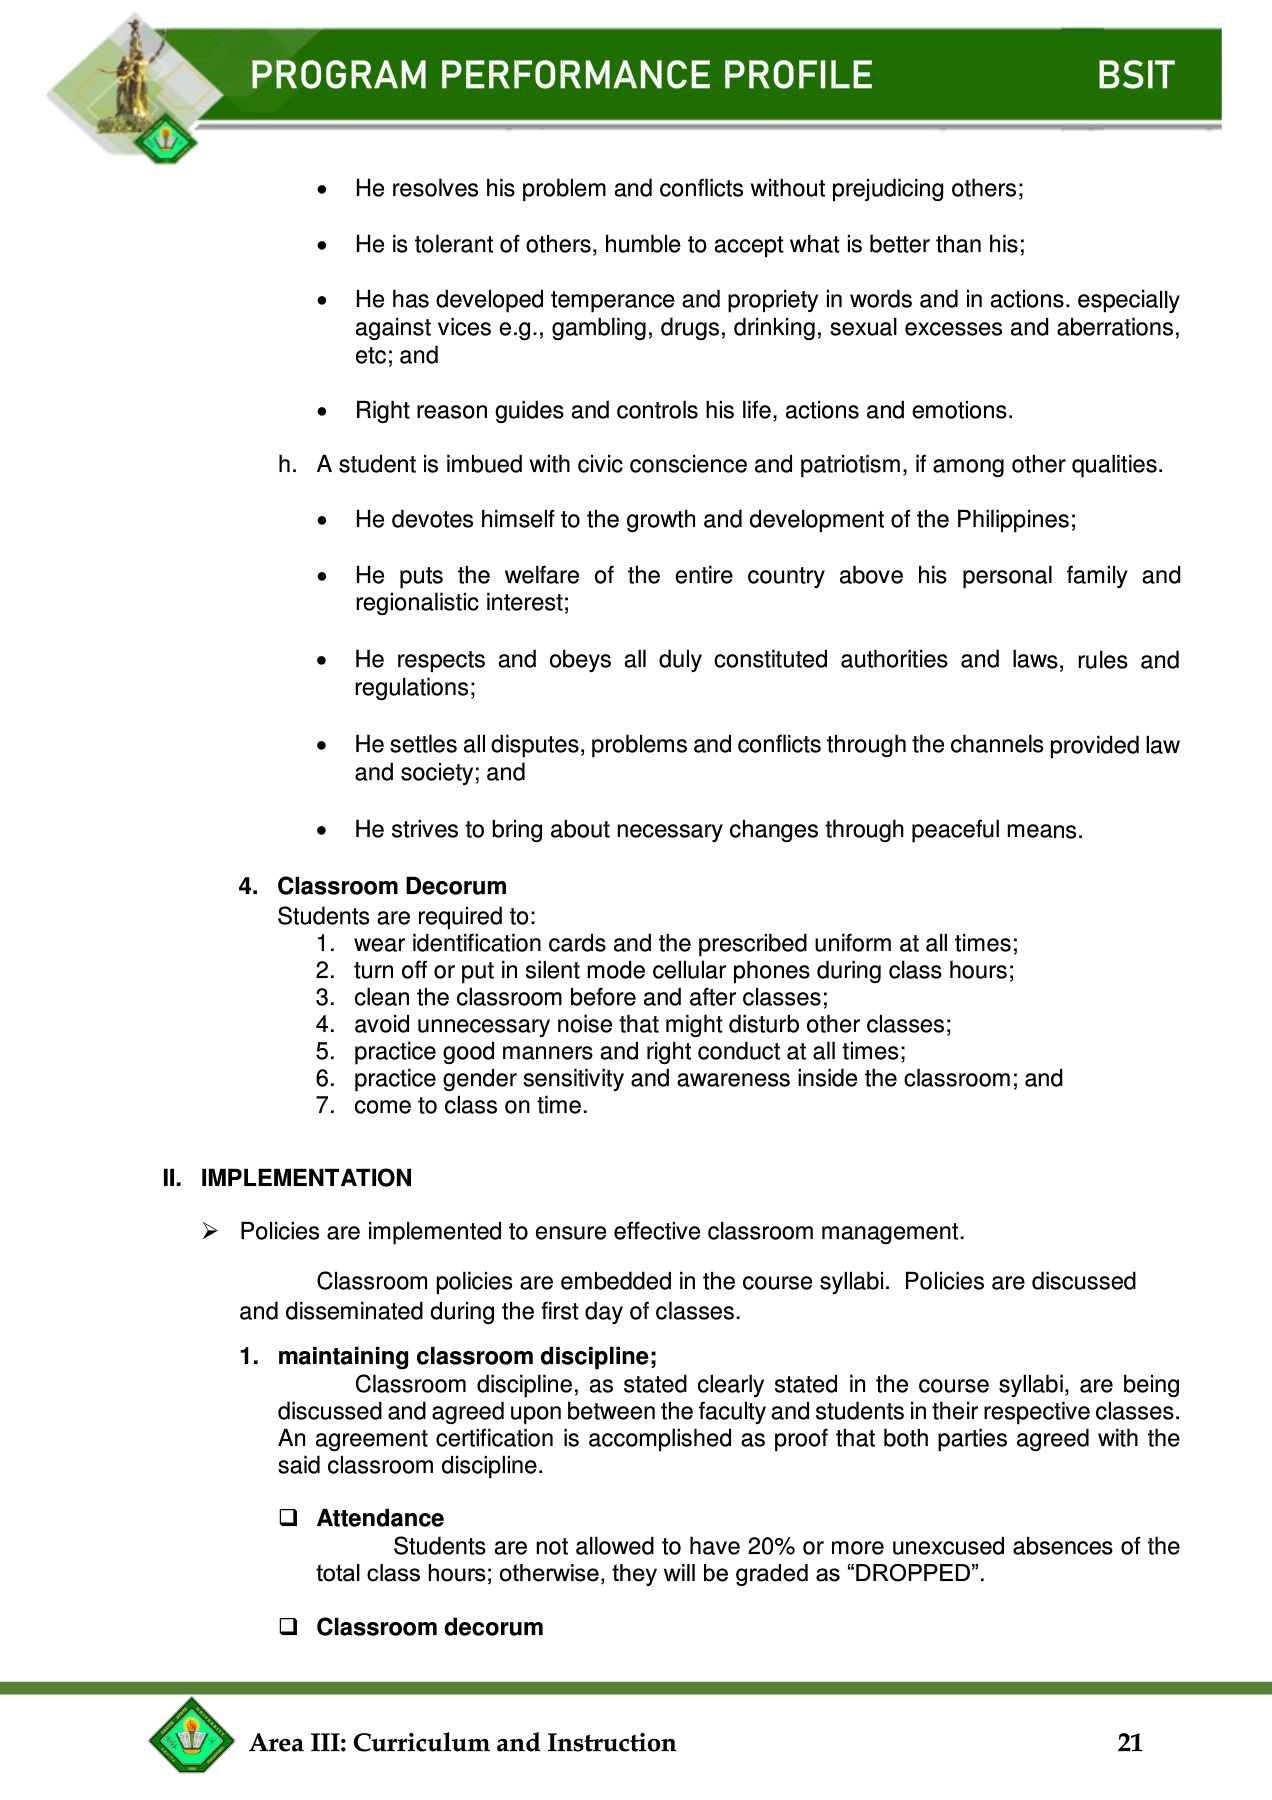 PROGRAM PERFORMANCE PROFILE BSIT
• He resolves his problem and conflicts without prejudicing others;
• He is tolerant of others, humble to accept what is better than his;
• He has developed temperance and propriety in words and in actions. especially
against vices e.g., gambling, drugs, drinking, sexual excesses and aberrations,
etc; and
• Right reason guides and controls his life, actions and emotions.
h. A student is imbued with civic conscience and patriotism, if among other qualities.
• He devotes himself to the growth and development of the Philippines;
• He puts the welfare of the entire country above his personal family and
regionalistic interest;
• He respects and obeys all duly constituted authorities and laws, rules and
regulations;
• He settles all disputes, problems and conflicts through the channels provided law
and society; and
• He strives to bring about necessary changes through peaceful means.
4. Classroom Decorum
Students are required to:
1. wear identification cards and the prescribed uniform at all times;
2. turn off or put in silent mode cellular phones during class hours;
3. clean the classroom before and after classes;
4. avoid unnecessary noise that might disturb other classes;
5. practice good manners and right conduct at all times;
6. practice gender sensitivity and awareness inside the classroom; and
7. come to class on time.
II. IMPLEMENTATION
➢ Policies are implemented to ensure effective classroom management.
Classroom policies are embedded in the course syllabi. Policies are discussed
and disseminated during the first day of classes.
1. maintaining classroom discipline;
Classroom discipline, as stated clearly stated in the course syllabi, are being
discussed and agreed upon between the faculty and students in their respective classes.
An agreement certification is accomplished as proof that both parties agreed with the
said classroom discipline.
❑ Attendance
Students are not allowed to have 20% or more unexcused absences of the
total class hours; otherwise, they will be graded as “DROPPED”.
❑ Classroom decorum
Area III: Curriculum and Instruction 21